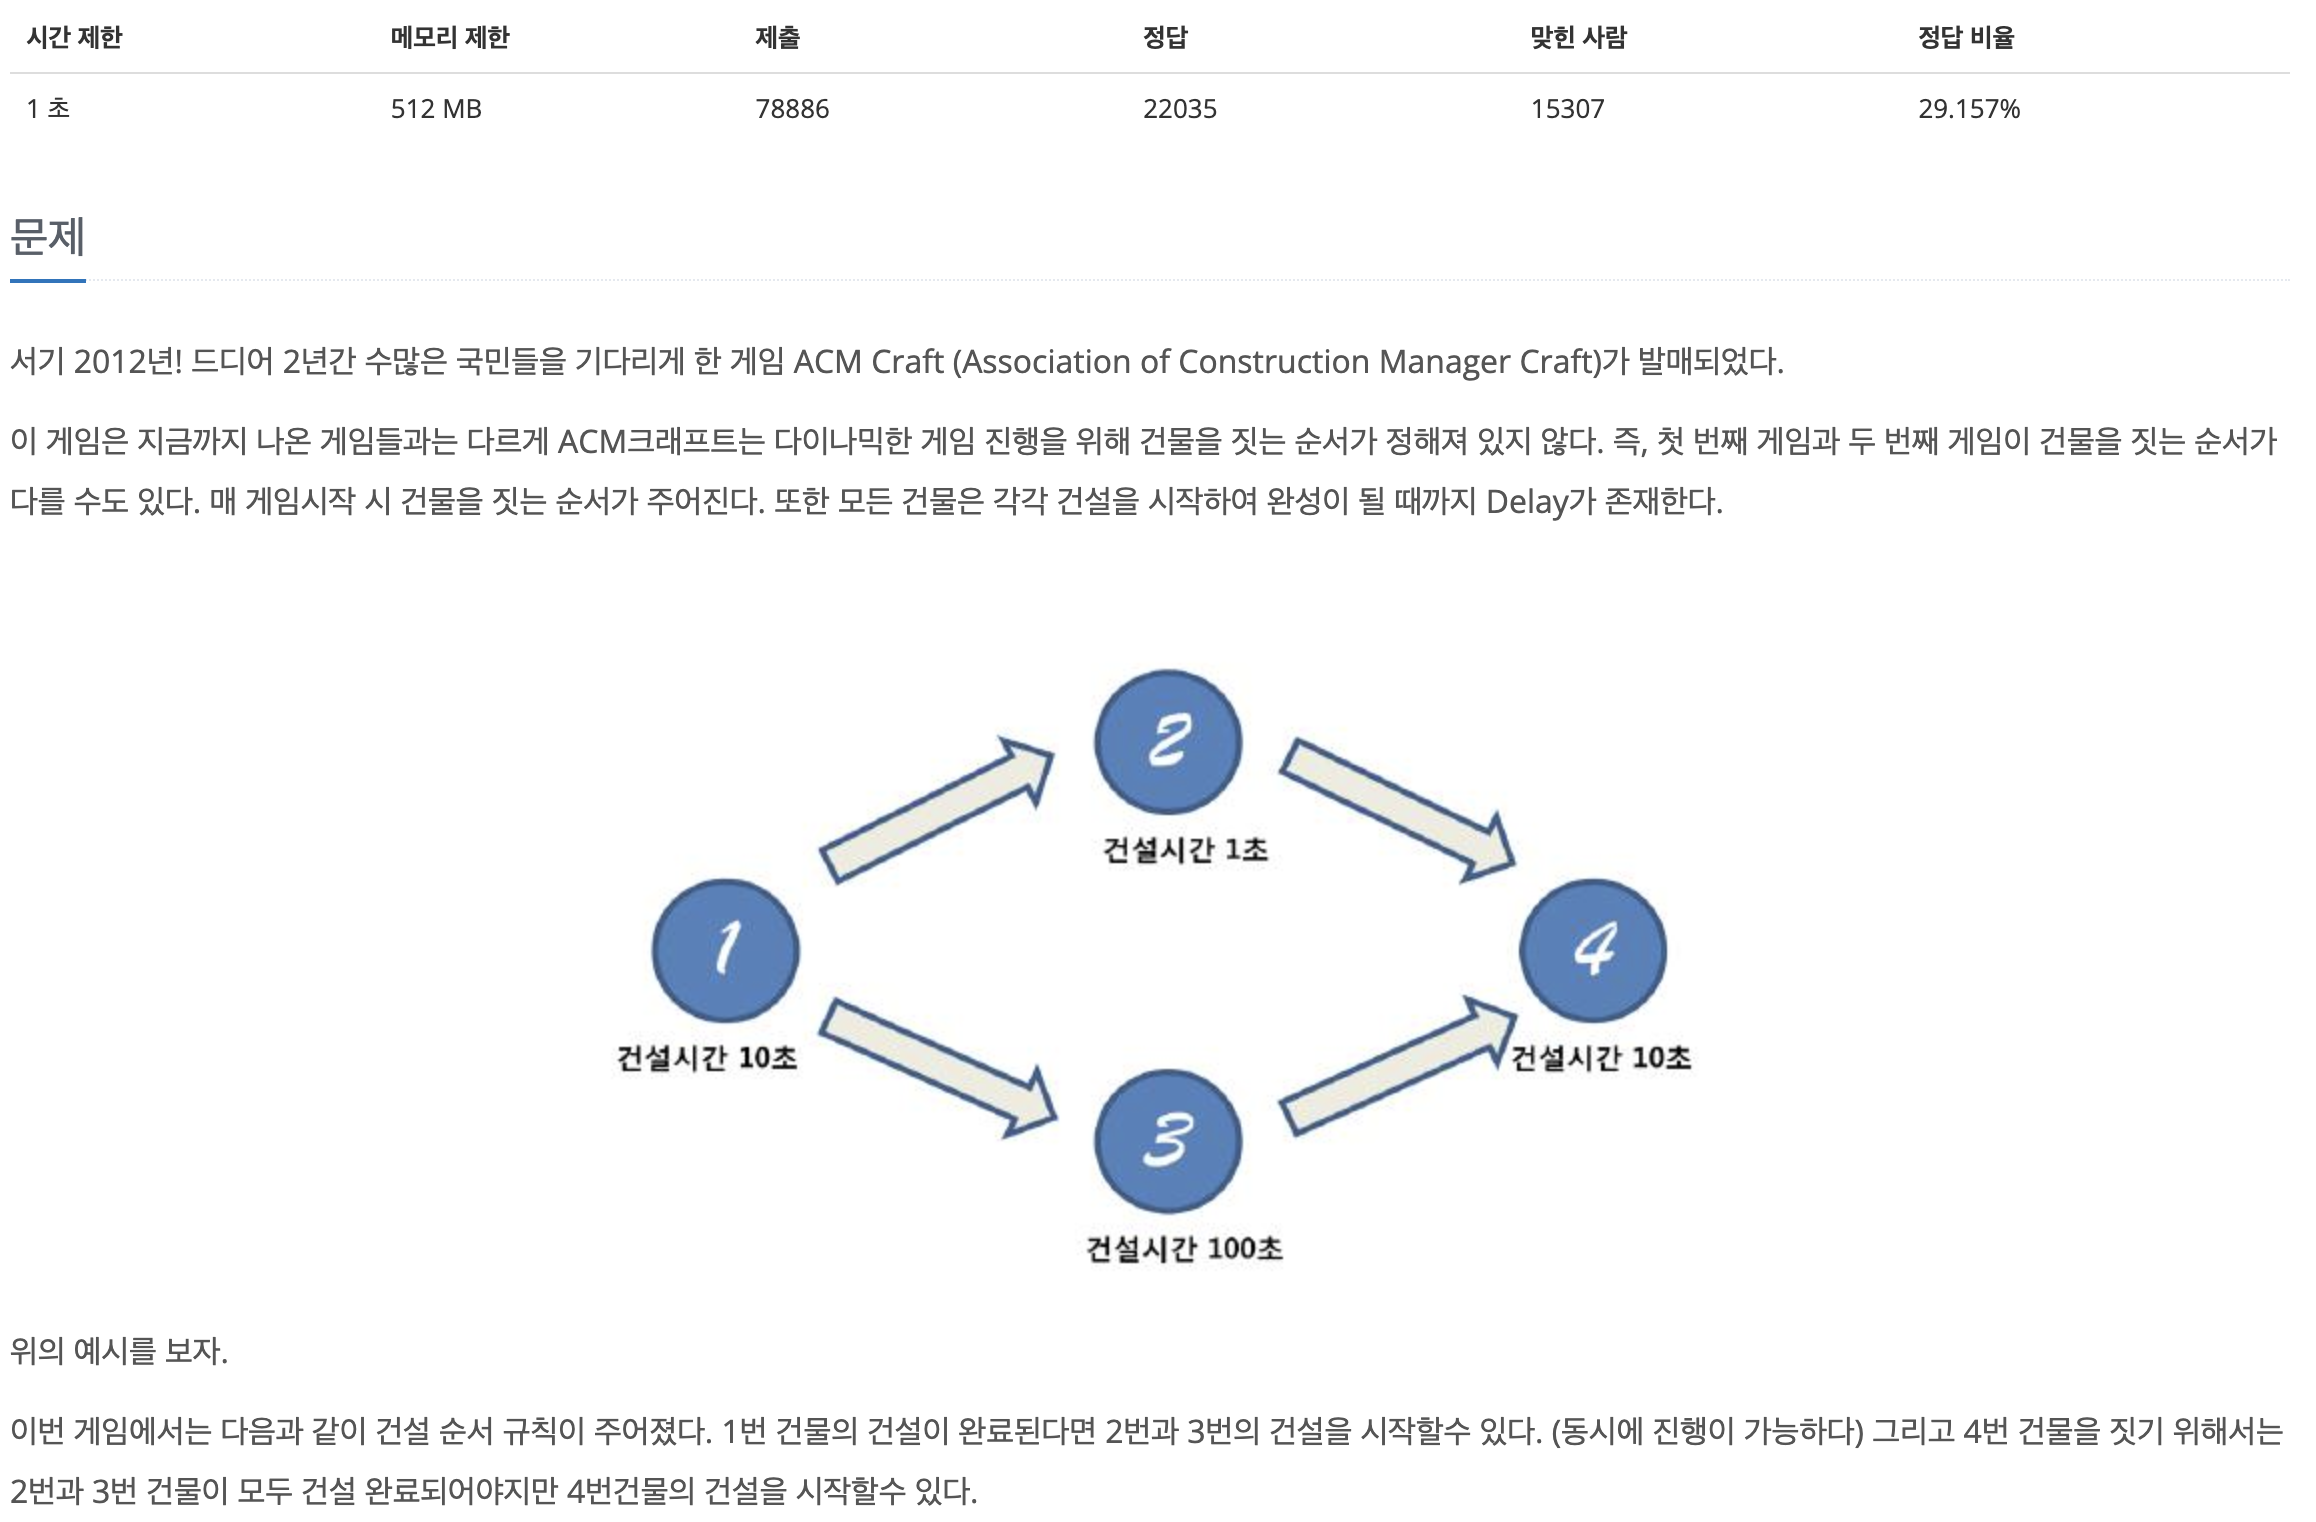 시간 제한 메모리 제한 제출 정답 맞힌 사람 정답 비율
1 초 512 MB 78886 22035 15307 29.157%
문제
서기 2012년! 드디어 2년간 수많은 국민들을 기다리게 한 게임 ACM Craft (Association of Construction Manager Craft)가 발매되었다.
이 게임은 지금까지 나온 게임들과는 다르게 ACM크래프트는 다이나믹한 게임 진행을 위해 건물을 짓는 순서가 정해져 있지 않다. 즉, 첫 번째 게임과 두 번째 게임이 건물을 짓는 순서가
다를 수도 있다. 매 게임시작 시 건물을 짓는 순서가 주어진다. 또한 모든 건물은 각각 건설을 시작하여 완성이 될 때까지 Delay가 존재한다.
2
건설시간 1초
1
건설시간 10초
4
건설시간 10초
3
건설시간 100초
위의 예시를 보자.
이번 게임에서는 다음과 같이 건설 순서 규칙이 주어졌다. 1번 건물의 건설이 완료된다면 2번과 3번의 건설을 시작할수 있다. (동시에 진행이 가능하다) 그리고 4번 건물을 짓기 위해서는
2번과 3번 건물이 모두 건설 완료되어야지만 4번건물의 건설을 시작할수 있다.